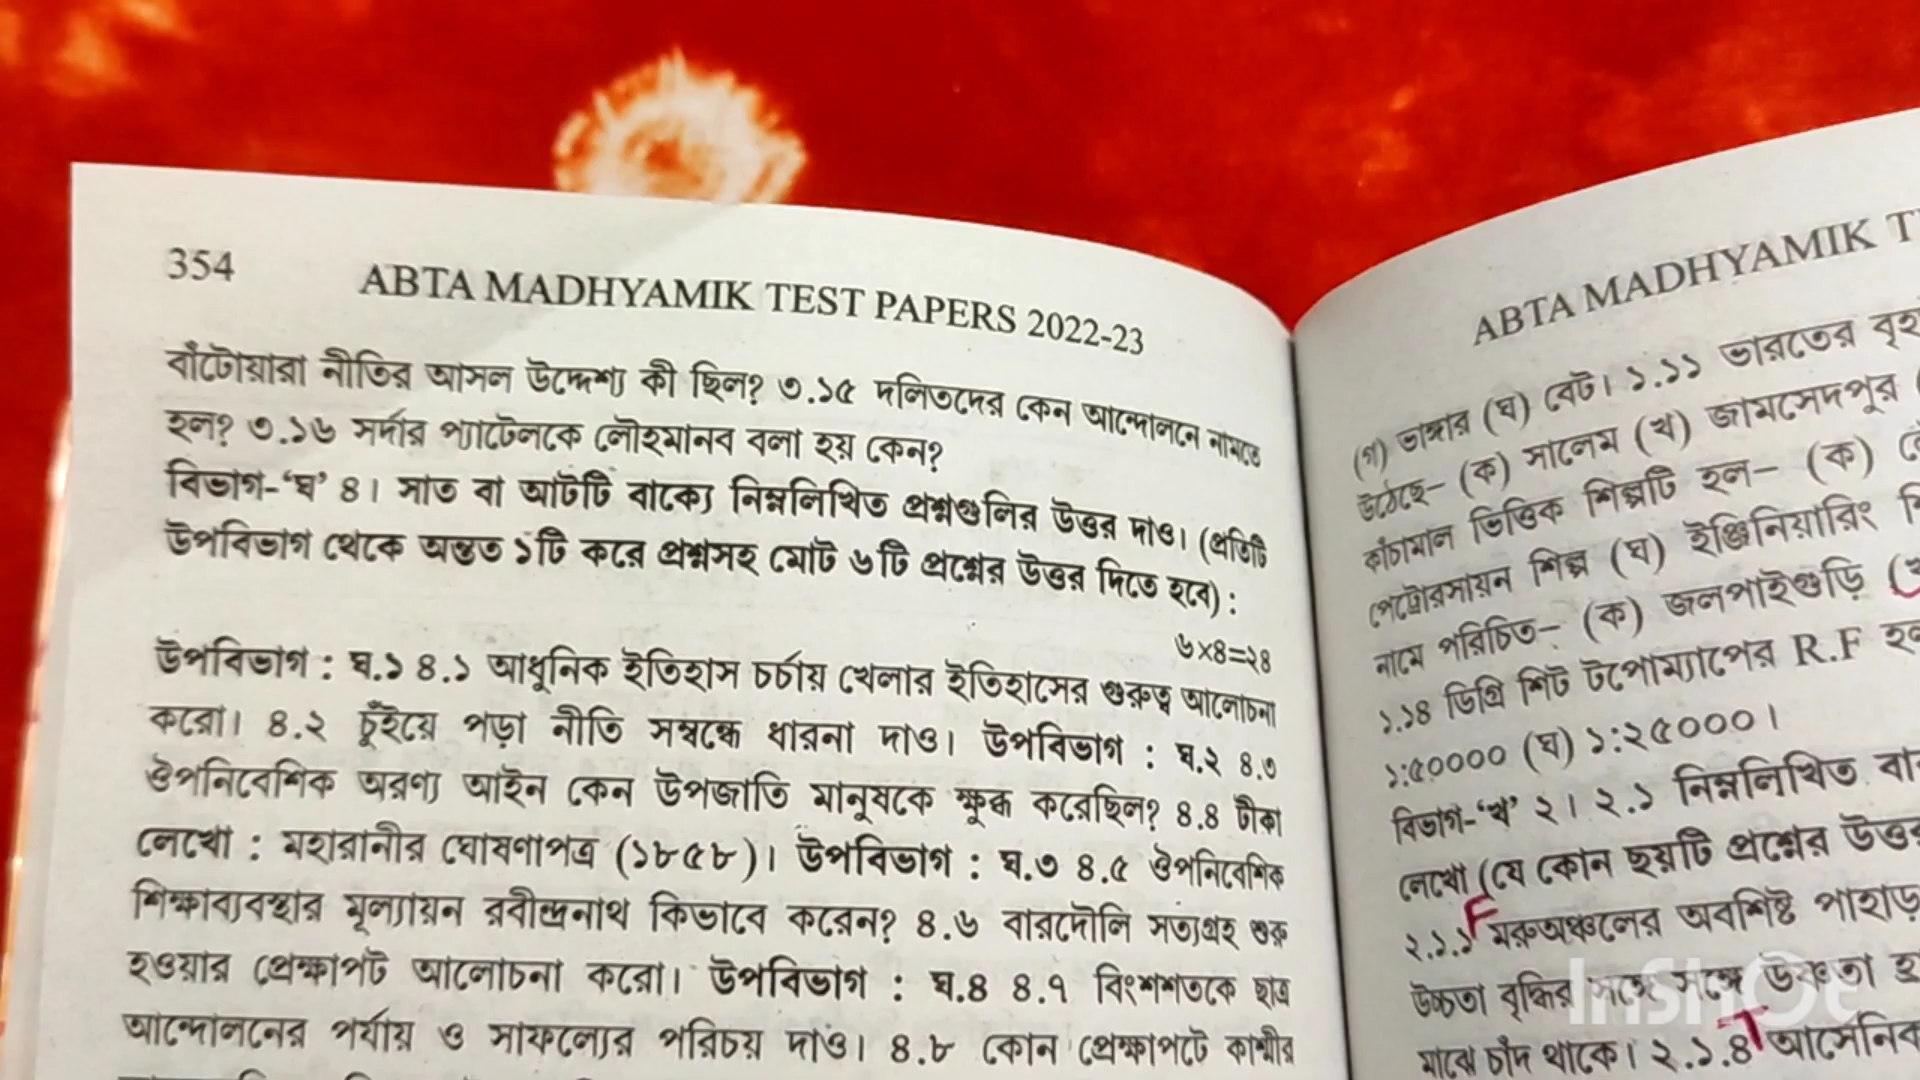 354
ABTA MADHYAMIK TEST PAPERS 2022-23
বাঁটোয়ারা নীতির আসল উদ্দেশ্য কী ছিল? ৩.১৫ দলিতদের কেন আন্দোলনে নামতে
হল? ৩.১৬ সর্দার প্যাটেলকে লৌহমানব বলা হয় কেন?
বিভাগ-‘ঘ’ ৪। সাত বা আটটি বাক্যে নিম্নলিখিত প্রশ্নগুলির উত্তর দাও। (প্রতিটি
উপবিভাগ থেকে অন্তত ১টি করে প্রশ্নসহ মোট ৬টি প্রশ্নের উত্তর দিতে হবে) :
৬×৪=২৪
উপবিভাগ : ঘ.১ ৪.১ আধুনিক ইতিহাস চর্চায় খেলার ইতিহাসের গুরুত্ব আলোচনা
করো। ৪.২ চুঁইয়ে পড়া নীতি সম্বন্ধে ধারনা দাও। উপবিভাগ : ঘ.২ ৪.৩
ঔপনিবেশিক অরণ্য আইন কেন উপজাতি মানুষকে ক্ষুব্ধ করেছিল? ৪.৪ টীকা
লেখো : মহারানীর ঘোষণাপত্র (১৮৫৮)। উপবিভাগ : ঘ.৩ ৪.৫ ঔপনিবেশিক
শিক্ষাব্যবস্থার মূল্যায়ন রবীন্দ্রনাথ কিভাবে করেন? ৪.৬ বারদৌলি সত্যগ্রহ শুরু
হওয়ার প্রেক্ষাপট আলোচনা করো। উপবিভাগ : ঘ.৪ ৪.৭ বিংশশতকে ছাত্র
আন্দোলনের পর্যায় ও সাফল্যের পরিচয় দাও। ৪.৮ কোন প্রেক্ষাপটে কাশ্মীর
ABTA MADHYAMIK
(গ) ভাঙ্গার (ঘ) বেট। ১.১১ ভারতের
উঠেছে– (ক) সালেম (খ) জামসেদপুর
কাঁচামাল ভিত্তিক শিল্পটি হল– (ক)
পেট্রোরসায়ন শিল্প (ঘ) ইঞ্জিনিয়ারিং
নামে পরিচিত– (ক) জলপাইগুড়ি
১.১৪ ডিগ্রি শিট টপোম্যাপের R.F
১:৫০০০০ (ঘ) ১:২৫০০০।
বিভাগ-‘খ’ ২। ২.১ নিম্নলিখিত
লেখো (যে কোন ছয়টি প্রশ্নের
২.১.১ F মরুঅঞ্চলের অবশিষ্ট পাহাড়
উচ্চতা বৃদ্ধির সঙ্গে সঙ্গে উষ্ণতা
মাঝে চাঁদ থাকে। ২.১.৪ T আর্সেনিক
InShOt